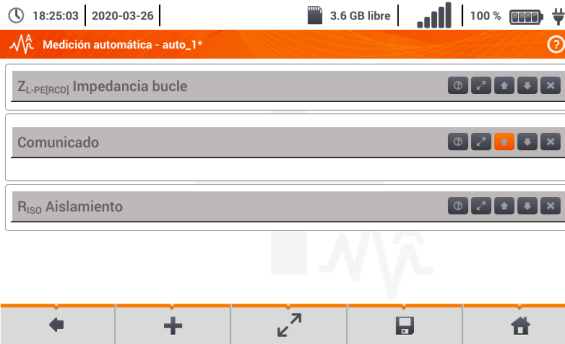 18:25:03 2020-03-26 3.6 GB libre 100 %
Medición automática - auto_1*
ZL-PE[RCD] Impedancia bucle
Comunicado
RISO Aislamiento